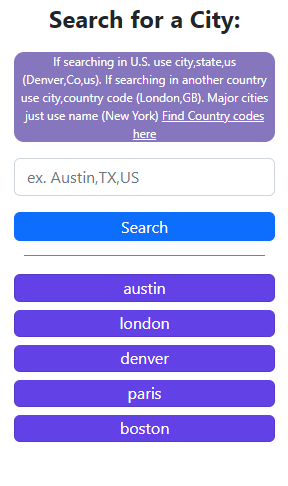 Search for a City:
If searching in U.S. use city,state,us
(Denver,Co,us). If searching in another country
use city,country code (London,GB). Major cities
just use name (New York) Find Country codes
here
ex. Austin,TX,US
Search
austin
london
denver
paris
boston